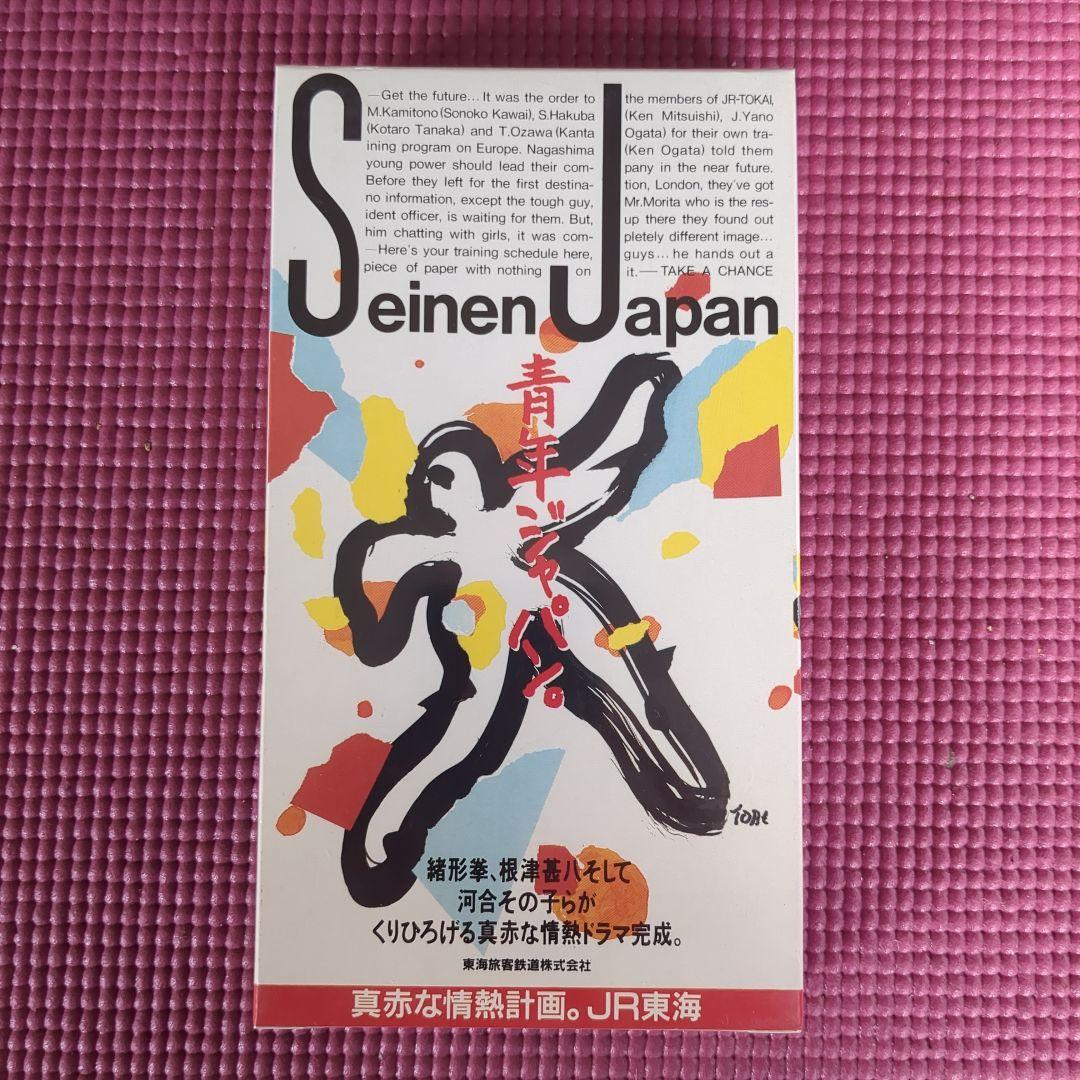 —Get the future... It was the order to the members of JR-TOKAI,
M.Kamitono(Sonoko Kawai), S.Hakuba (Ken Mitsuishi), J.Yano
(Kotaro Tanaka) and T.Ozawa(Kanta Ogata) for their own tra-
ining program on Europe. Nagashima (Ken Ogata) told them
young power should lead their com- pany in the near future.
Before they left for the first destina- tion, London, they've got
no information, except the tough guy, Mr.Morita who is the res-
ident officer, is waiting for them. But, up there they found out
him chatting with girls, it was com- pletely different image...
—Here's your training schedule here, guys... he hands out a
piece of paper with nothing on it.— TAKE A CHANCE
Seinen Japan
青年ジャパン。
緒形拳、根津甚八そして
河合その子らが
くりひろげる真赤な情熱ドラマ完成。
東海旅客鉄道株式会社
真赤な情熱計画。JR東海